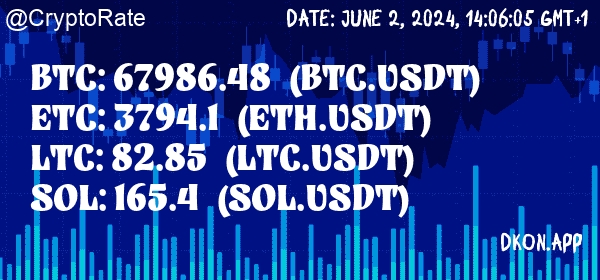 @CryptoRate
DATE: JUNE 2, 2024, 14:06:05 GMT+1
BTC: 67986.48 (BTC.USDT)
ETC: 3794.1 (ETH.USDT)
LTC: 82.85 (LTC.USDT)
SOL: 165.4 (SOL.USDT)
DKON.APP